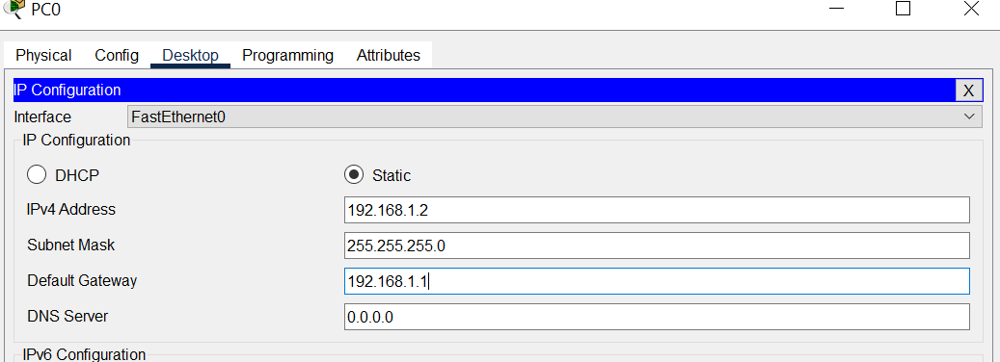 PC0
Physical Config Desktop Programming Attributes
IP Configuration X
Interface FastEthernet0
IP Configuration
DHCP Static
IPv4 Address 192.168.1.2
Subnet Mask 255.255.255.0
Default Gateway 192.168.1.1
DNS Server 0.0.0.0
IPv6 Configuration